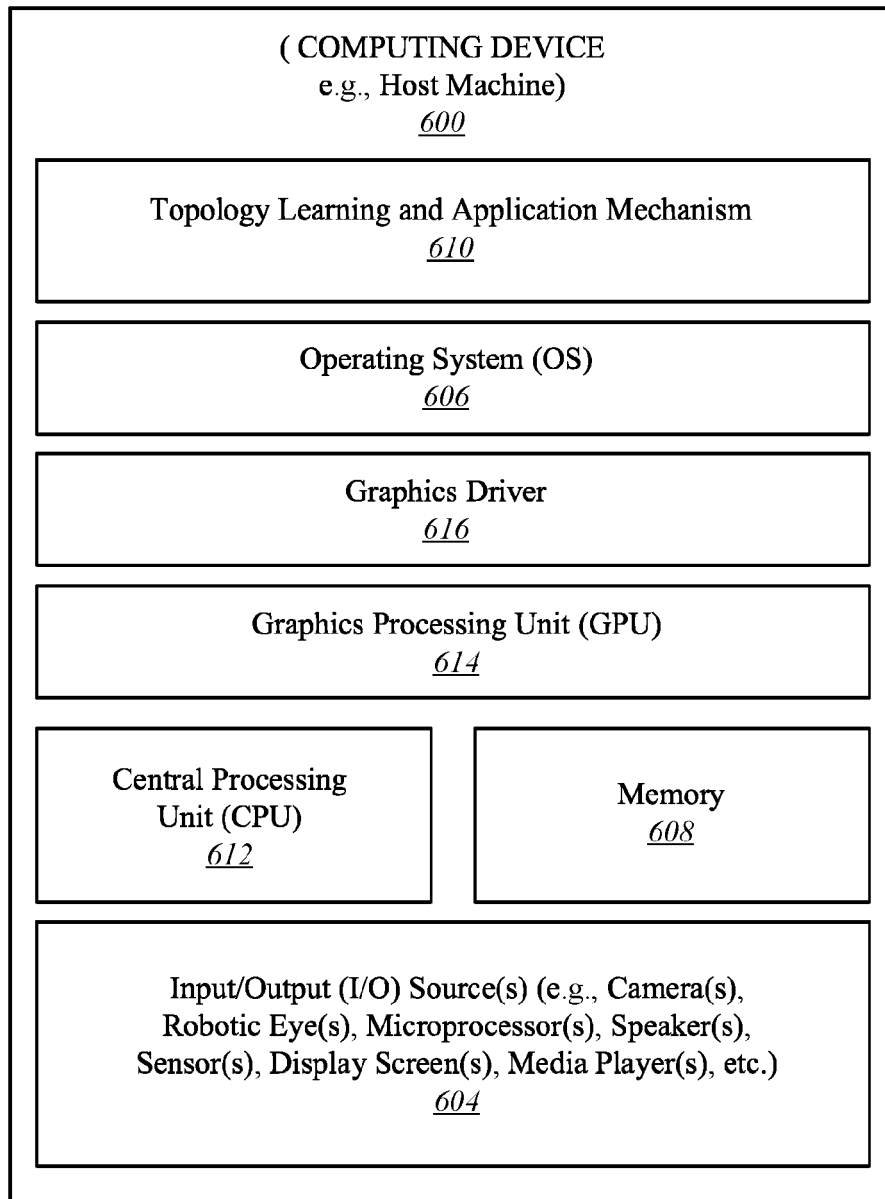 ( COMPUTING DEVICE
e.g., Host Machine)
600
Topology Learning and Application Mechanism
610
Operating System (OS)
606
Graphics Driver
616
Graphics Processing Unit (GPU)
614
Central Processing
Unit (CPU)
612
Memory
608
Input/Output (I/O) Source(s) (e.g., Camera(s),
Robotic Eye(s), Microprocessor(s), Speaker(s),
Sensor(s), Display Screen(s), Media Player(s), etc.)
604